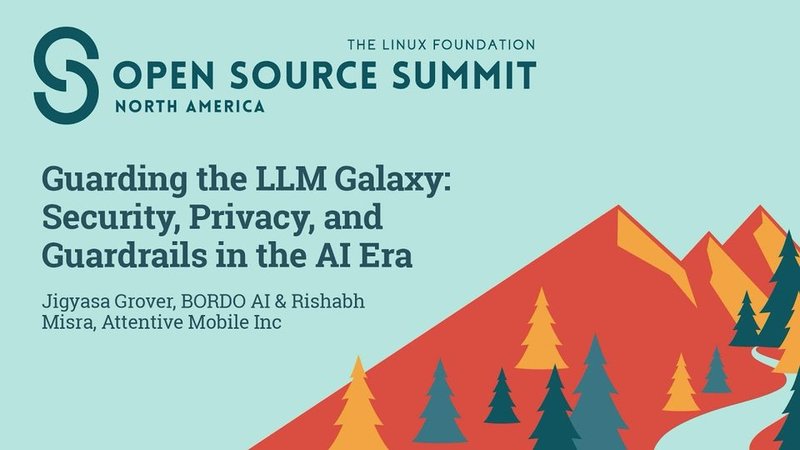 THE LINUX FOUNDATION
OPEN SOURCE SUMMIT
NORTH AMERICA
Guarding the LLM Galaxy:
Security, Privacy, and
Guardrails in the AI Era
Jigyasa Grover, BORDO AI & Rishabh
Misra, Attentive Mobile Inc